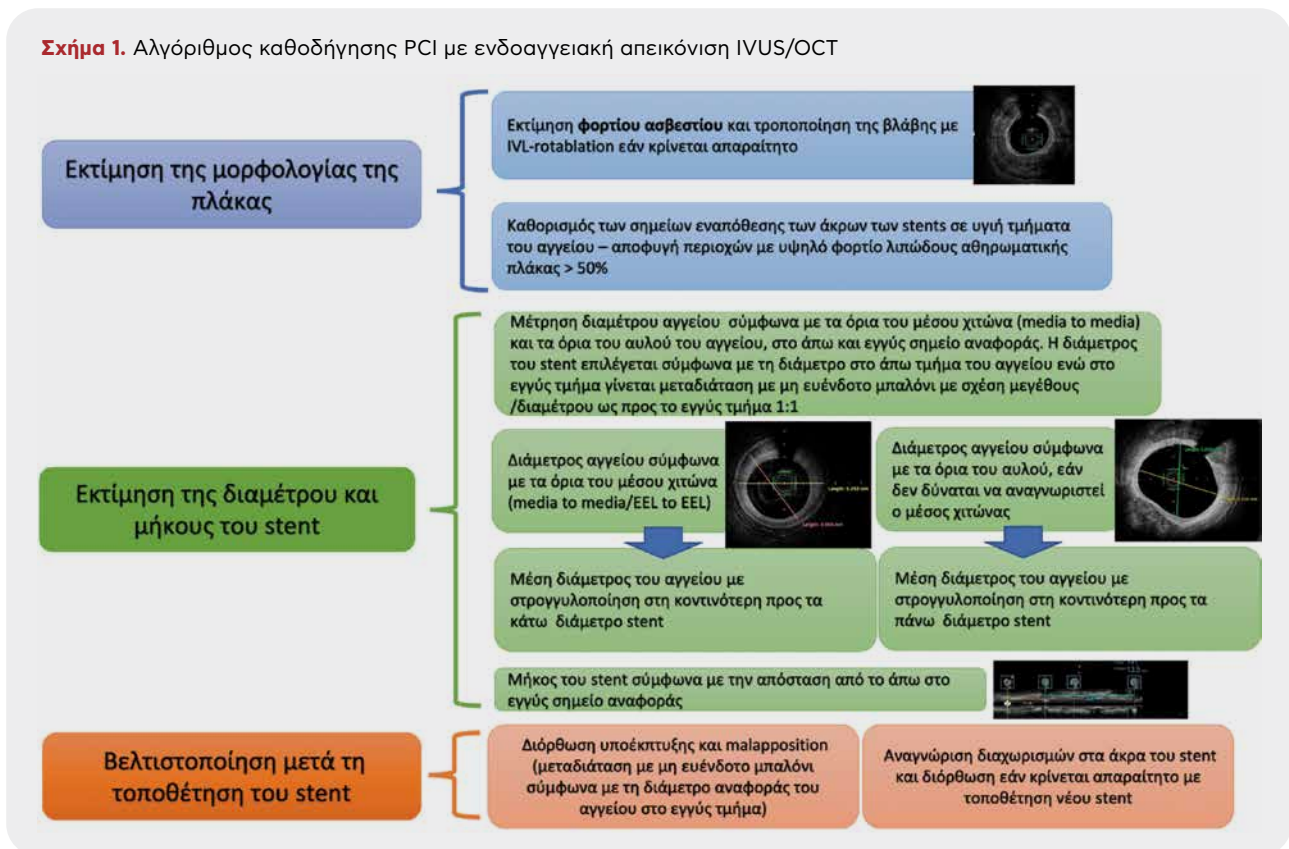 Σχήμα 1. Αλγόριθμος καθοδήγησης PCI με ενδοαγγειακή απεικόνιση IVUS/OCT
Εκτίμηση της μορφολογίας της
πλάκας
Εκτίμηση φορτίου ασβεστίου και τροποποίηση της βλάβης με
IVL-rotablation εάν κρίνεται απαραίτητο
Καθορισμός των σημείων εναπόθεσης των άκρων των stents σε υγιή τμήματα
του αγγείου – αποφυγή περιοχών με υψηλό φορτίο λιπώδους αθηρωματικής
πλάκας > 50%
Εκτίμηση της διαμέτρου και
μήκους του stent
Μέτρηση διαμέτρου αγγείου σύμφωνα με τα όρια του μέσου χιτώνα (media to media)
και τα όρια του αυλού του αγγείου, στο άπω και εγγύς σημείο αναφοράς. Η διάμετρος
του stent επιλέγεται σύμφωνα με τη διάμετρο στο άπω τμήμα του αγγείου ενώ στο
εγγύς τμήμα γίνεται μεταδιάταση με μη ευένδοτο μπαλόνι με σχέση μεγέθους
/διαμέτρου ως προς το εγγύς τμήμα 1:1
Διάμετρος αγγείου σύμφωνα
με τα όρια του μέσου χιτώνα
(media to media/EEL to EEL)
Διάμετρος αγγείου σύμφωνα
με τα όρια του αυλού, εάν
δεν δύναται να αναγνωριστεί
ο μέσος χιτώνας
Μέση διάμετρος του αγγείου με
στρογγυλοποίηση στη κοντινότερη προς τα
κάτω διάμετρο stent
Μέση διάμετρος του αγγείου με
στρογγυλοποίηση στη κοντινότερη προς τα
πάνω διάμετρο stent
Μήκος του stent σύμφωνα με την απόσταση από το άπω στο
εγγύς σημείο αναφοράς
Βελτιστοποίηση μετά τη
τοποθέτηση του stent
Διόρθωση υποέκπτυξης και malapposition
(μεταδιάταση με μη ευένδοτο μπαλόνι
σύμφωνα με τη διάμετρο αναφοράς του
αγγείου στο εγγύς τμήμα)
Αναγνώριση διαχωρισμών στα άκρα του stent
και διόρθωση εάν κρίνεται απαραίτητο με
τοποθέτηση νέου stent